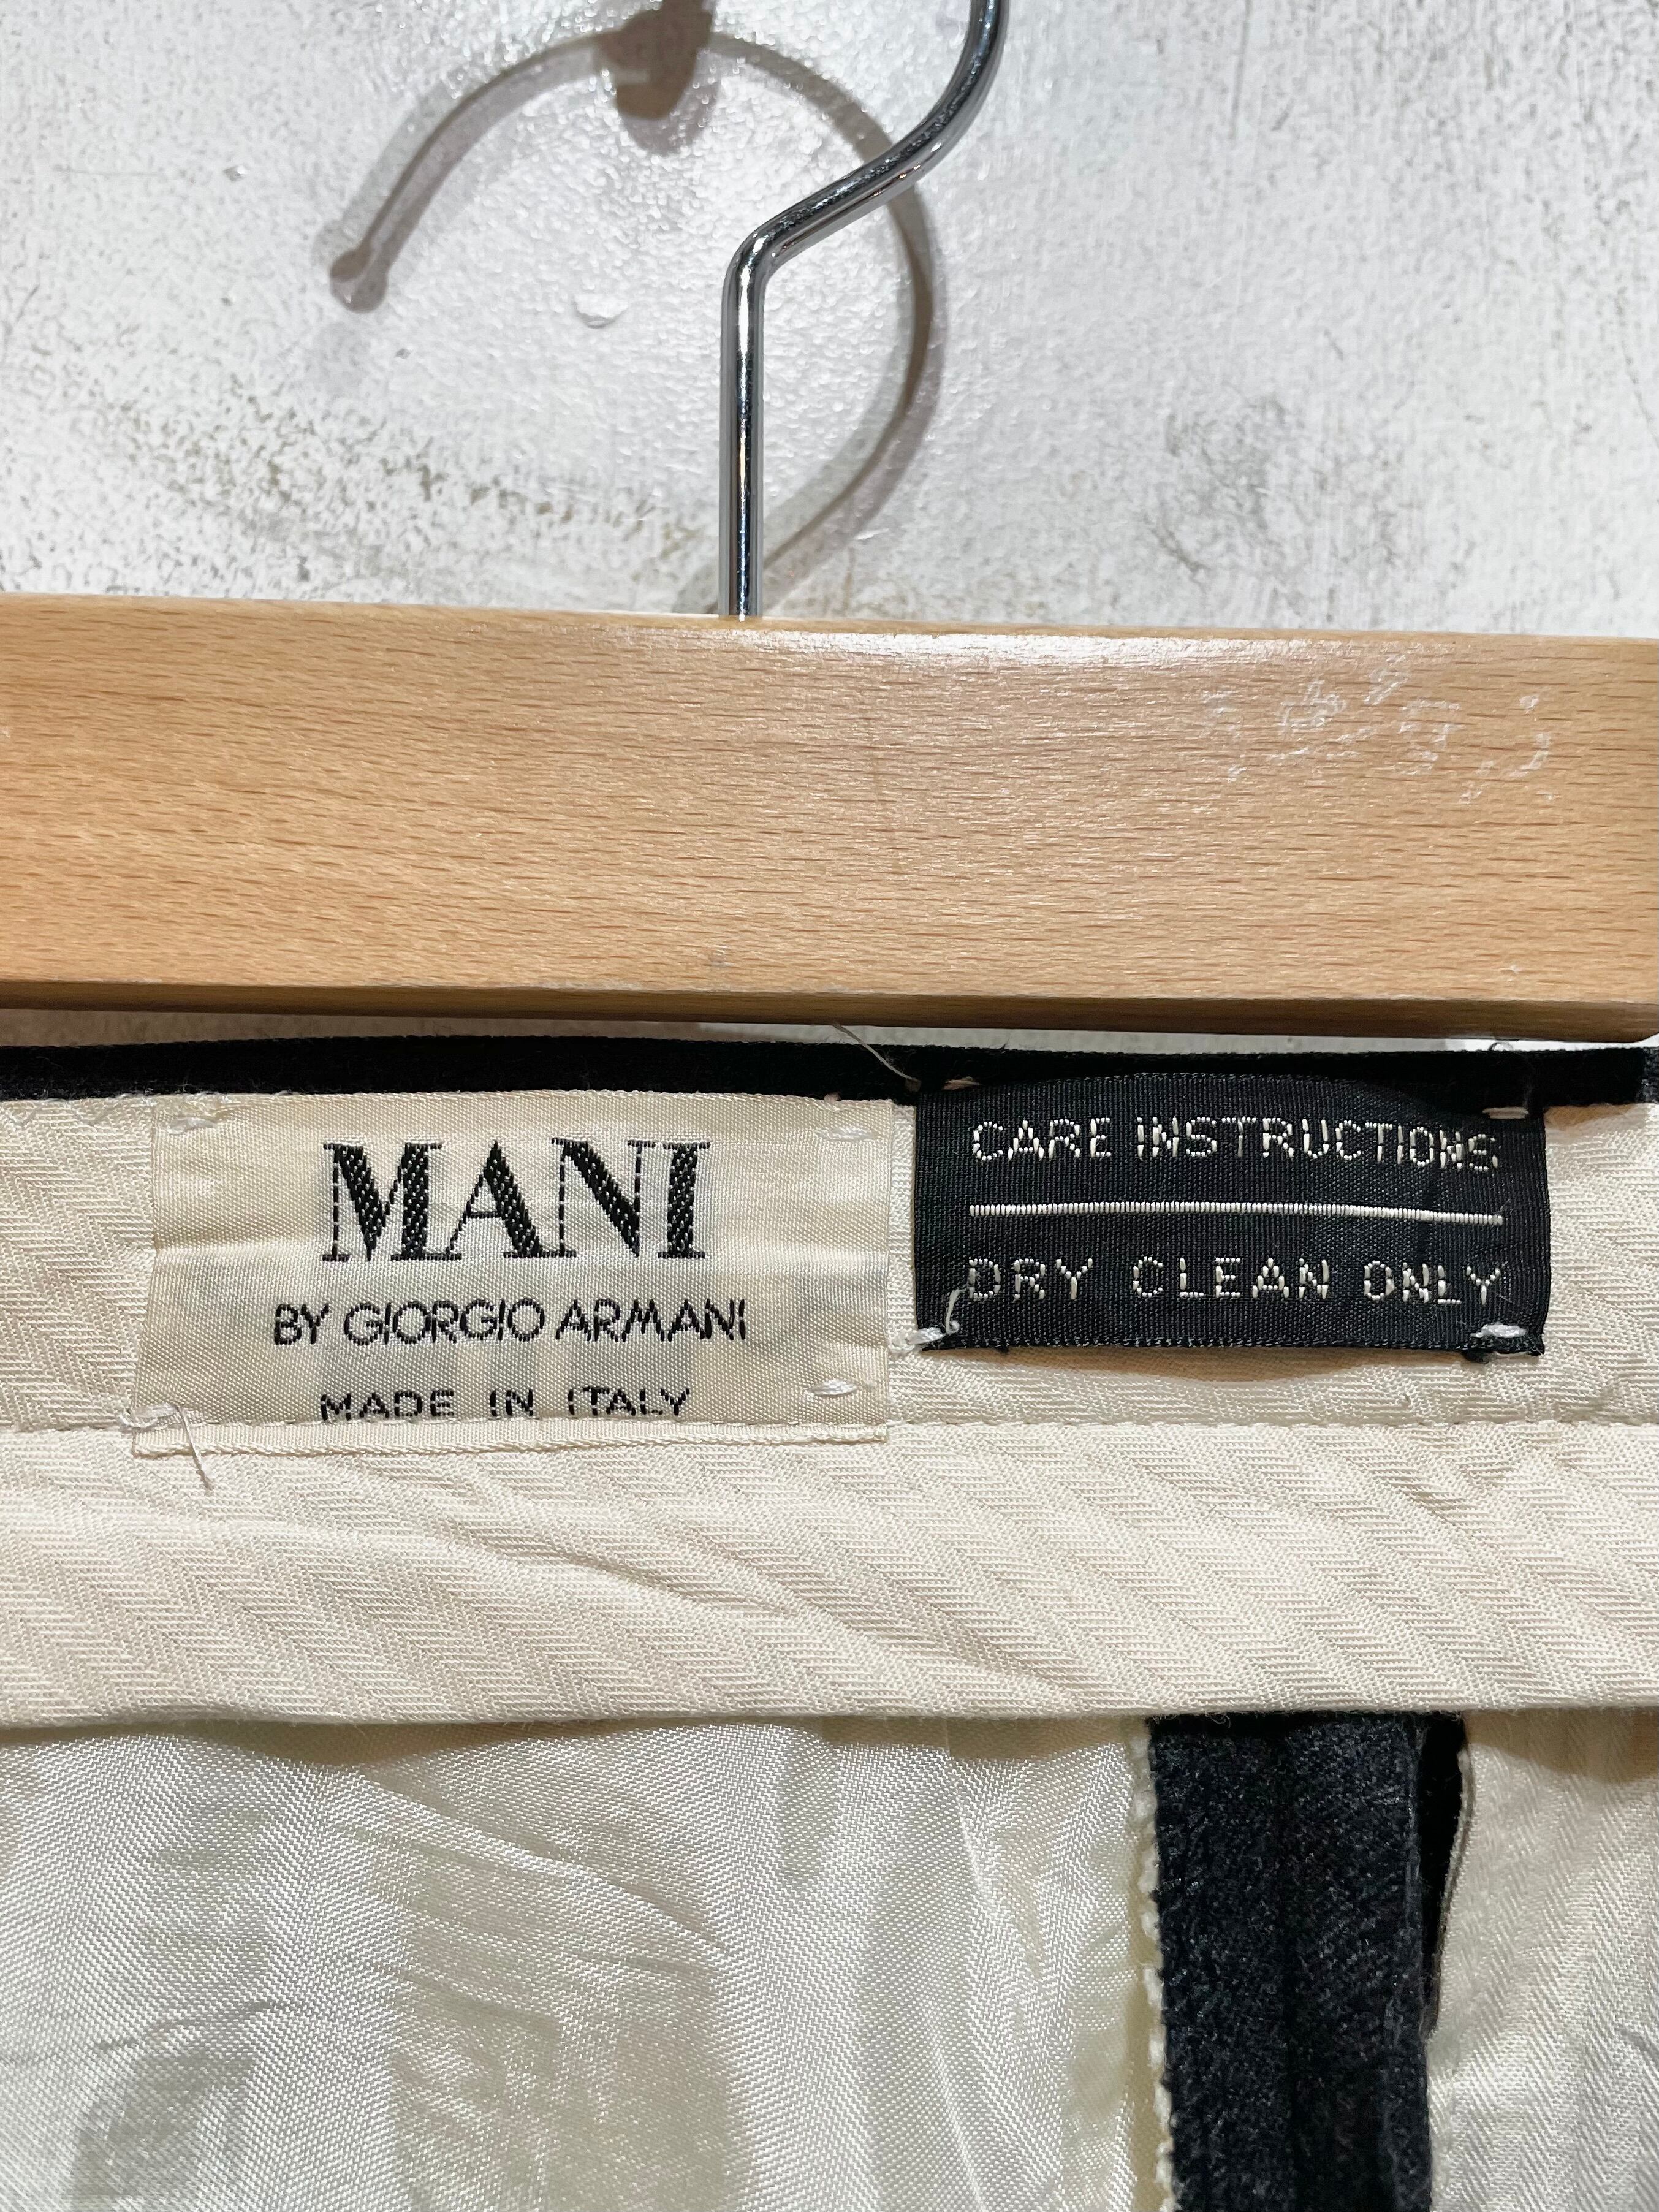 MANI
BY GIORGIO ARMANI
MADE IN ITALY
CARE INSTRUCTIONS
DRY CLEAN ONLY